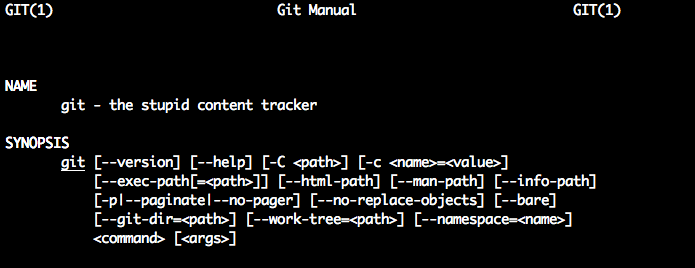 GIT(1) Git Manual GIT(1)
NAME
git - the stupid content tracker
SYNOPSIS
git [--version] [--help] [-C <path>] [-c <name>=<value>]
[--exec-path[=<path>]] [--html-path] [--man-path] [--info-path]
[-p|--paginate|--no-pager] [--no-replace-objects] [--bare]
[--git-dir=<path>] [--work-tree=<path>] [--namespace=<name>]
<command> [<args>]